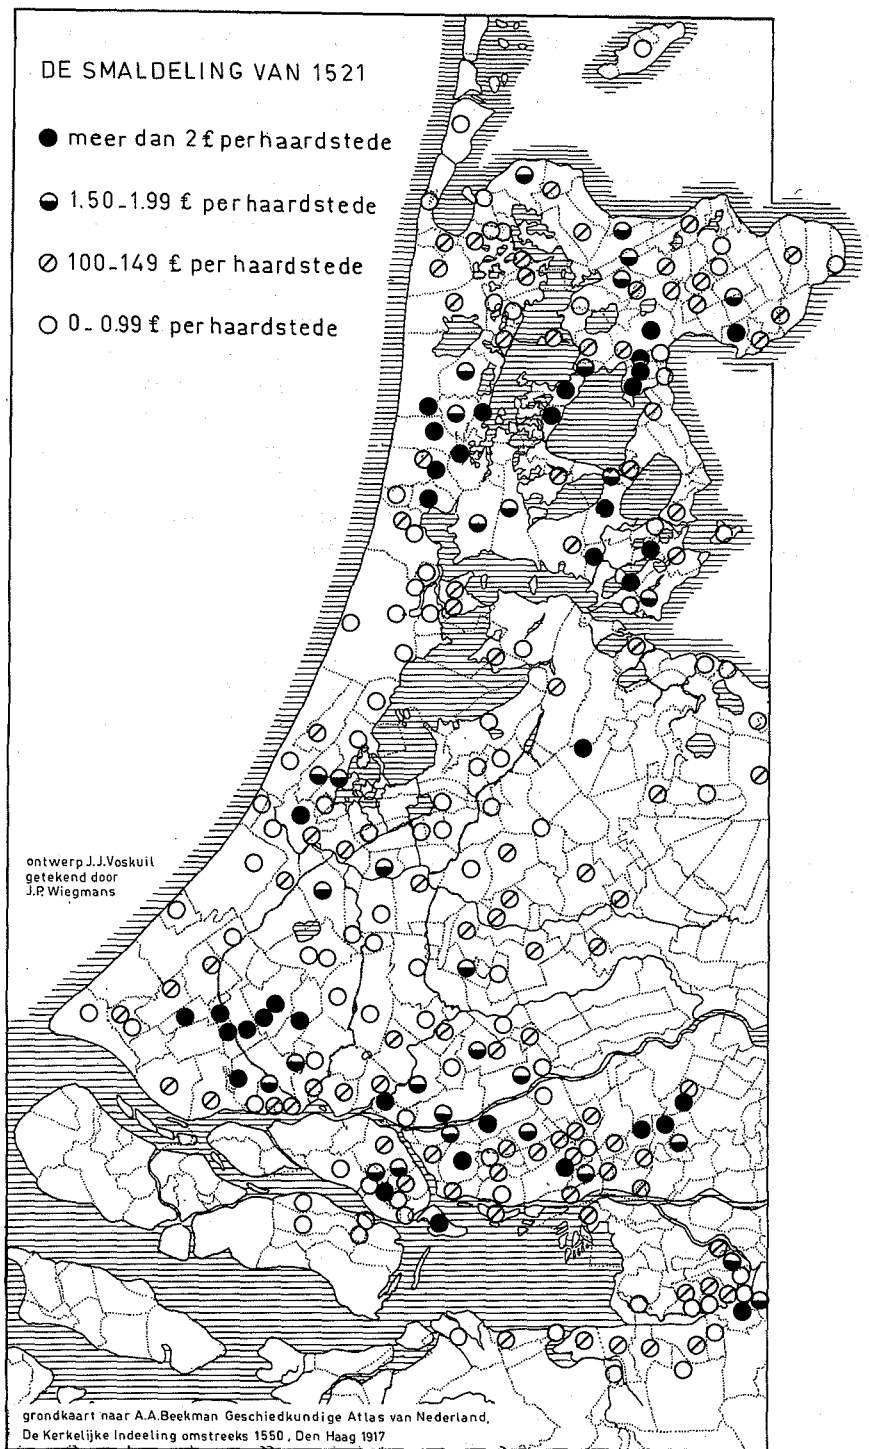 DE SMALDELING VAN 1521
meer dan 2 £ per haardstede
1.50-1.99 £ per haardstede
100-149 £ per haardstede
0-0.99 £ per haardstede
ontwerp J.J.Voskuil
getekend door
J.P. Wiegmans
grondkaart naar A.A.Beekman Geschiedkundige Atlas van Nederland,
De Kerkelijke Indeeling omstreeks 1550, Den Haag 1917